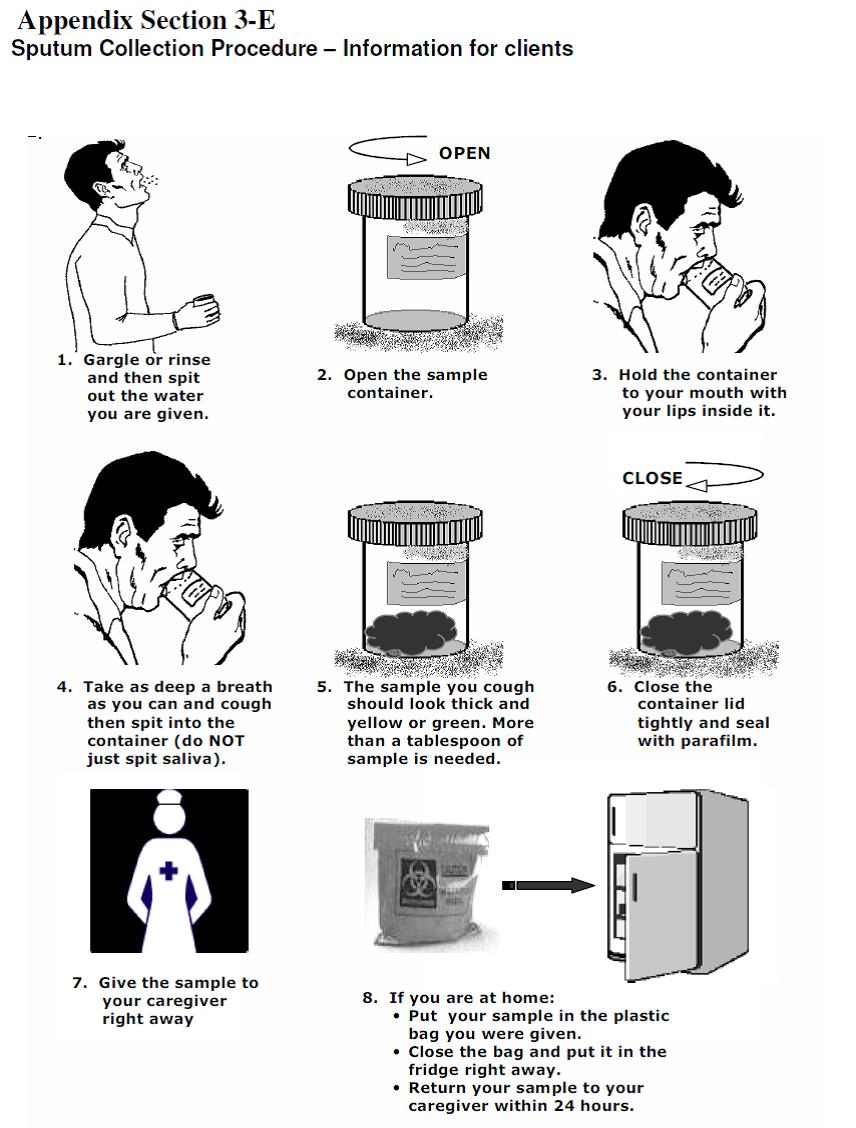 Appendix Section 3-E
Sputum Collection Procedure – Information for clients
OPEN
1. Gargle or rinse
and then spit
out the water
you are given.
2. Open the sample
container.
3. Hold the container
to your mouth with
your lips inside it.
CLOSE
4. Take as deep a breath
as you can and cough
then spit into the
container (do NOT
just spit saliva).
5. The sample you cough
should look thick and
yellow or green. More
than a tablespoon of
sample is needed.
6. Close the
container lid
tightly and seal
with parafilm.
7. Give the sample to
your caregiver
right away
8. If you are at home:
• Put your sample in the plastic
bag you were given.
• Close the bag and put it in the
fridge right away.
• Return your sample to your
caregiver within 24 hours.